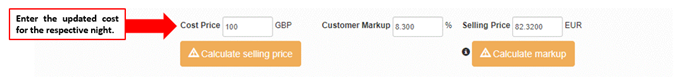 Enter the updated cost
for the respective night.
Cost Price 100 GBP Customer Markup 8.300 % Selling Price 82.3200 EUR
Calculate selling price Calculate markup